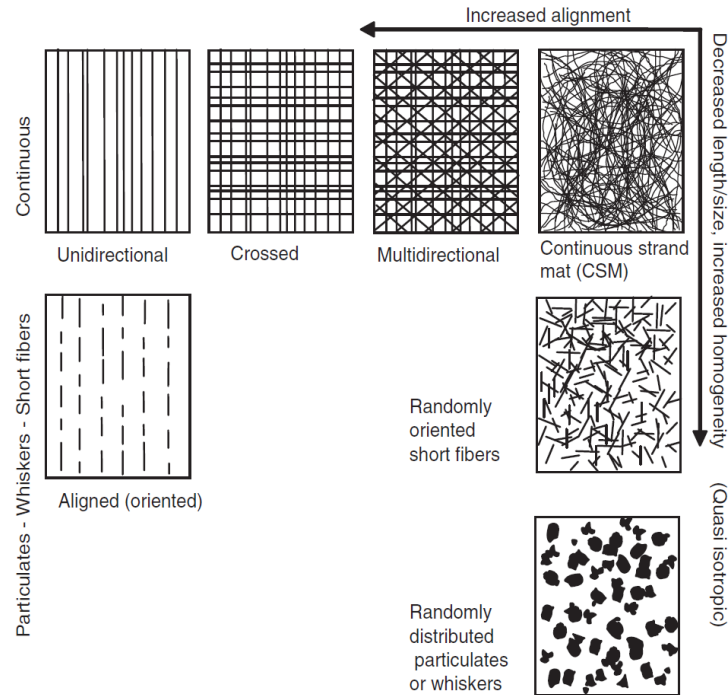 Increased alignment
Continuous
Unidirectional
Crossed
Multidirectional
Continuous strand
mat (CSM)
Decreased length/size, increased homogeneity
(Quasi isotropic)
Particulates - Whiskers - Short fibers
Aligned (oriented)
Randomly
oriented
short fibers
Randomly
distributed
particulates
or whiskers